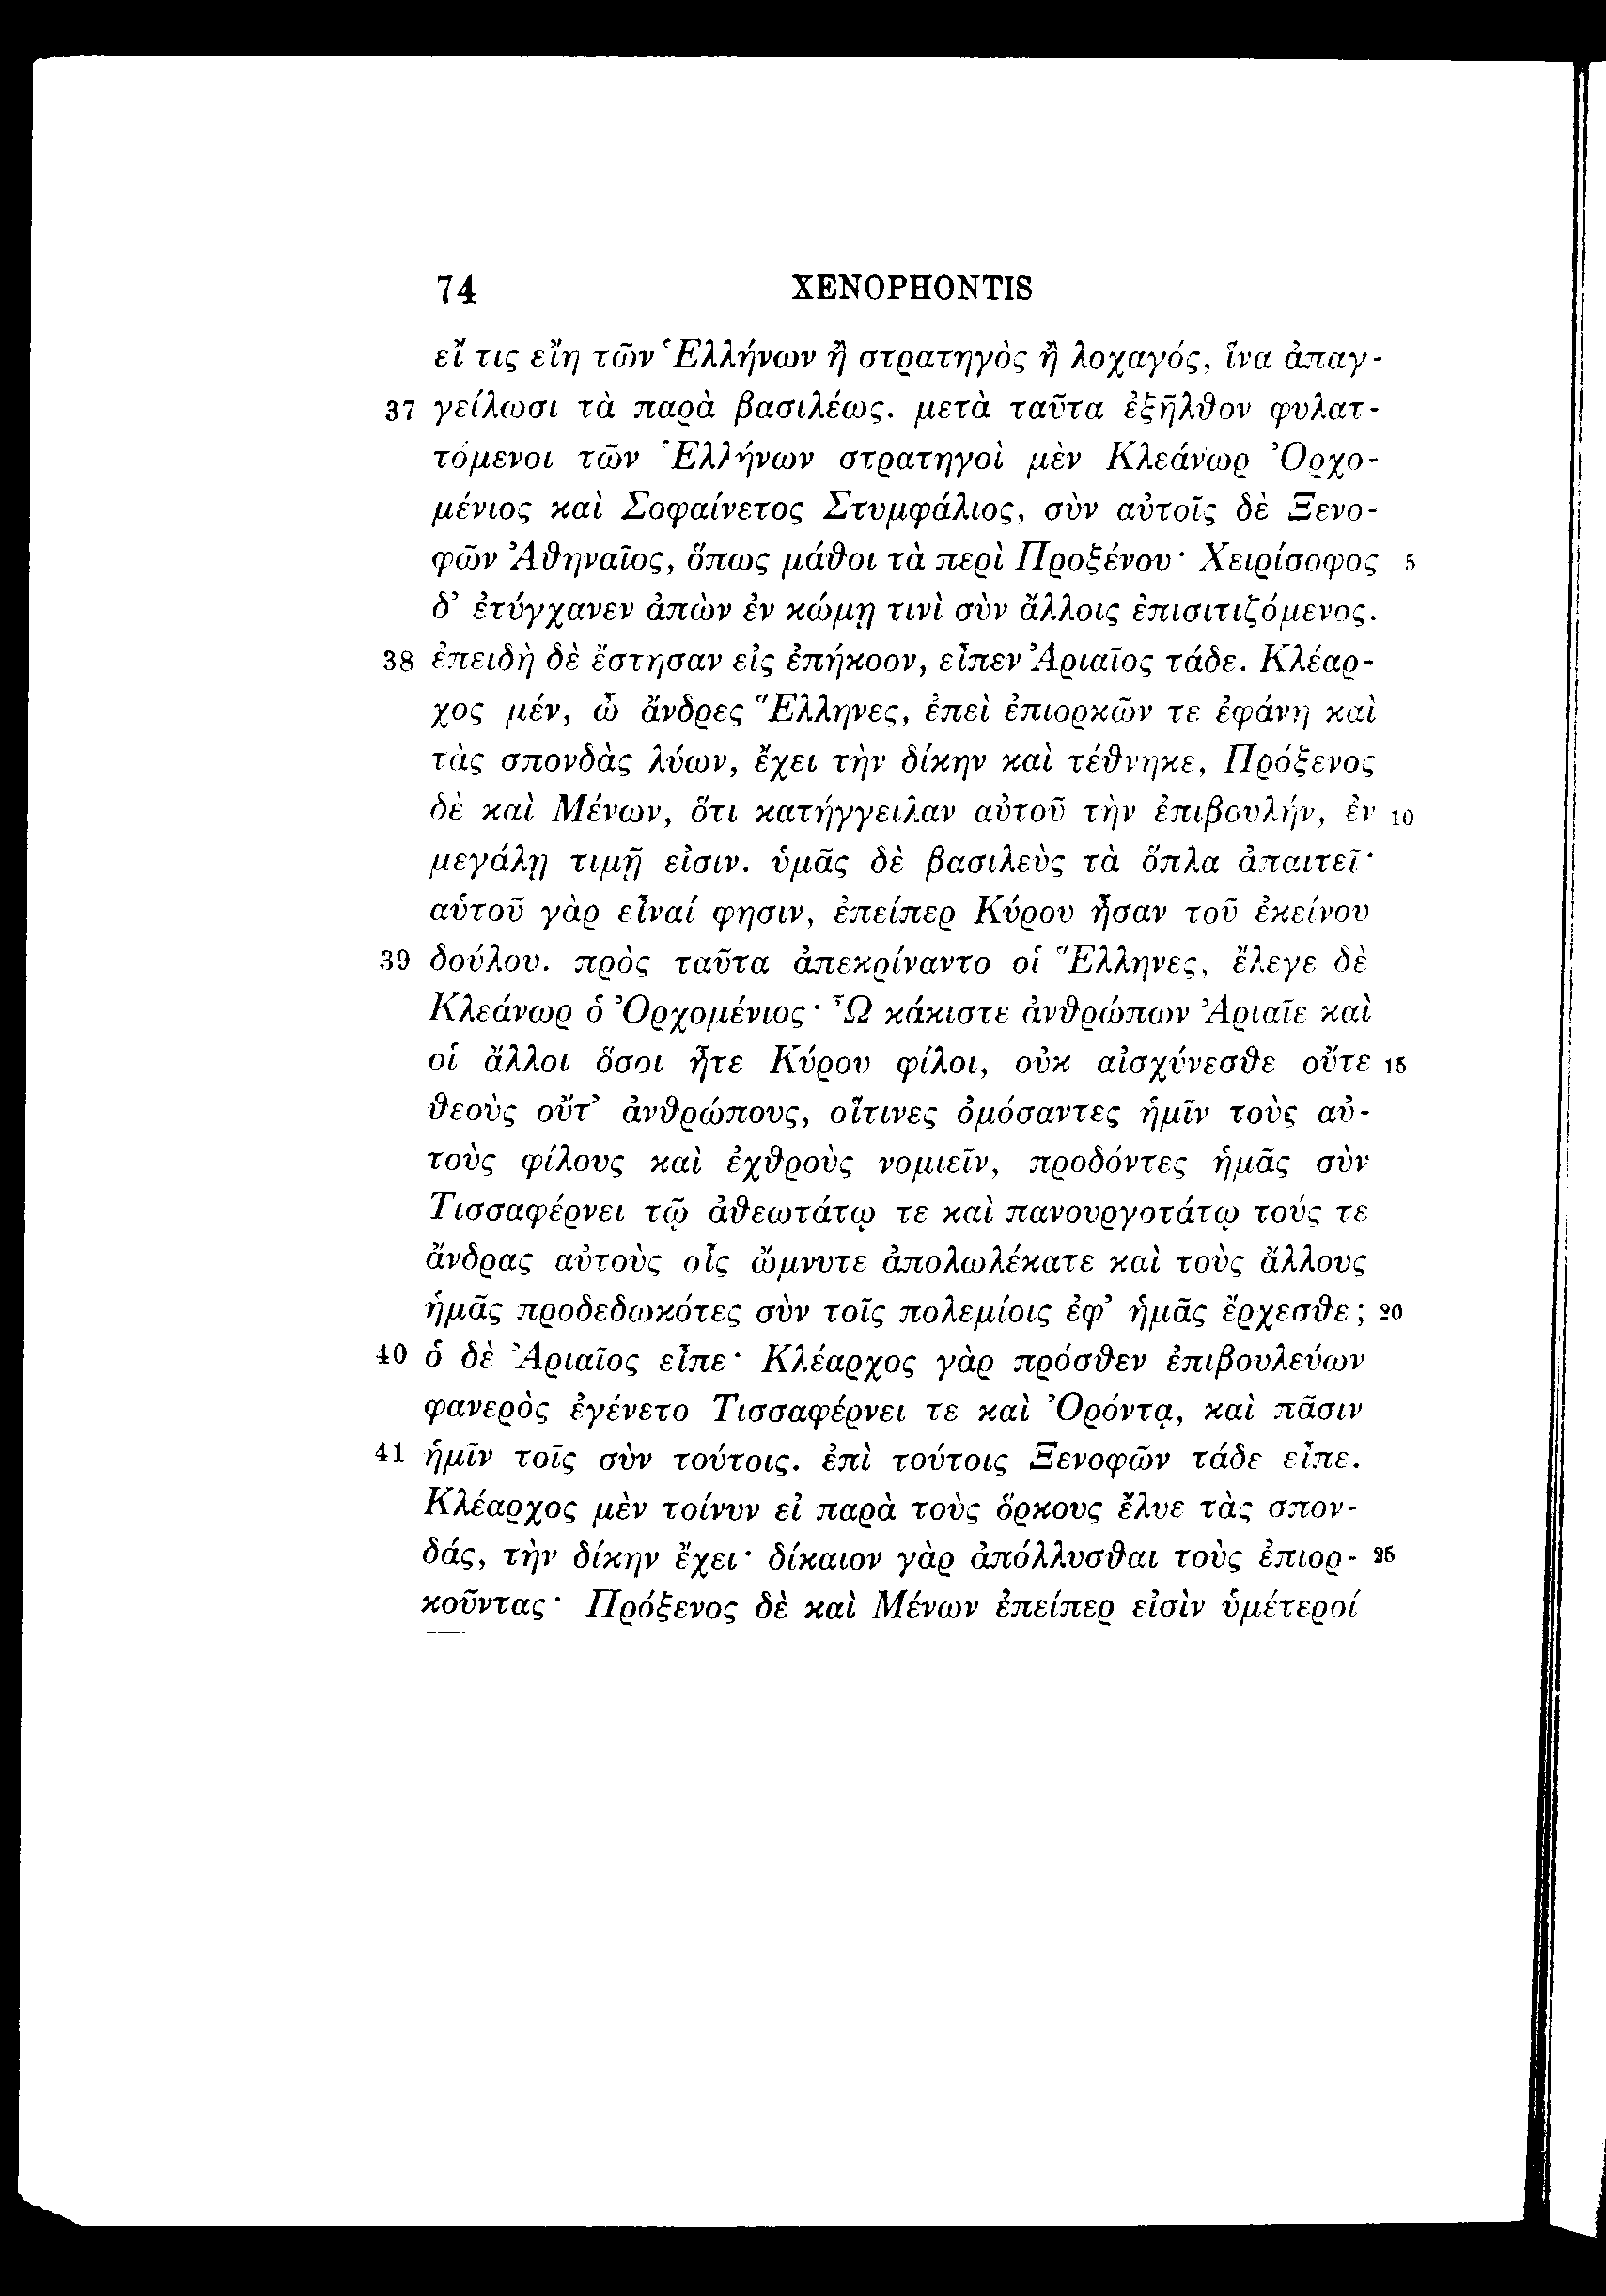 74 XENOPHONTIS
εἴ τις εἴη τῶν Ἑλλήνων ἢ στρατηγὸς ἢ λοχαγός, ἵνα ἀπαγ-
37 γείλωσι τὰ παρὰ βασιλέως. μετὰ ταῦτα ἐξῆλθον φυλατ-
τόμενοι τῶν Ἑλλήνων στρατηγοὶ μὲν Κλεάνωρ Ὀρχο-
μένιος καὶ Σοφαίνετος Στυμφάλιος, σὺν αὐτοῖς δὲ Ξενο-
φῶν Ἀθηναῖος, ὅπως μάθοι τὰ περὶ Προξένου· Χειρίσοφος 5
δ’ ἐτύγχανεν ἀπὼν ἐν κώμῃ τινὶ σὺν ἄλλοις ἐπισιτιζόμενος.
38 ἐπειδὴ δὲ ἔστησαν εἰς ἐπήκοον, εἶπεν Ἀριαῖος τάδε. Κλέαρ-
χος μέν, ὦ ἄνδρες Ἕλληνες, ἐπεὶ ἐπιορκῶν τε ἐφάνη καὶ
τὰς σπονδὰς λύων, ἔχει τὴν δίκην καὶ τέθνηκε, Πρόξενος
δὲ καὶ Μένων, ὅτι κατήγγειλαν αὐτοῦ τὴν ἐπιβουλήν, ἐν 10
μεγάλῃ τιμῇ εἰσιν. ὑμᾶς δὲ βασιλεὺς τὰ ὅπλα ἀπαιτεῖ·
αὑτοῦ γὰρ εἶναί φησιν, ἐπείπερ Κύρου ἦσαν τοῦ ἐκείνου
39 δούλου. πρὸς ταῦτα ἀπεκρίναντο οἱ Ἕλληνες, ἔλεγε δὲ
Κλεάνωρ ὁ Ὀρχομένιος· Ὦ κάκιστε ἀνθρώπων Ἀριαῖε καὶ
οἱ ἄλλοι ὅσοι ἦτε Κύρου φίλοι, οὐκ αἰσχύνεσθε οὔτε 15
θεοὺς οὔτ’ ἀνθρώπους, οἵτινες ὀμόσαντες ἡμῖν τοὺς αὐ-
τοὺς φίλους καὶ ἐχθροὺς νομιεῖν, προδόντες ἡμᾶς σὺν
Τισσαφέρνει τῷ ἀθεωτάτῳ τε καὶ πανουργοτάτῳ τούς τε
ἄνδρας αὐτοὺς οἷς ὤμνυτε ἀπολωλέκατε καὶ τοὺς ἄλλους
ἡμᾶς προδεδωκότες σὺν τοῖς πολεμίοις ἐφ’ ἡμᾶς ἔρχεσθε; 20
40 ὁ δὲ Ἀριαῖος εἶπε· Κλέαρχος γὰρ πρόσθεν ἐπιβουλεύων
φανερὸς ἐγένετο Τισσαφέρνει τε καὶ Ὀρόντᾳ, καὶ πᾶσιν
41 ἡμῖν τοῖς σὺν τούτοις. ἐπὶ τούτοις Ξενοφῶν τάδε εἶπε.
Κλέαρχος μὲν τοίνυν εἰ παρὰ τοὺς ὅρκους ἔλυε τὰς σπον-
δάς, τὴν δίκην ἔχει· δίκαιον γὰρ ἀπόλλυσθαι τοὺς ἐπιορ- 25
κοῦντας· Πρόξενος δὲ καὶ Μένων ἐπείπερ εἰσὶν ὑμέτεροί